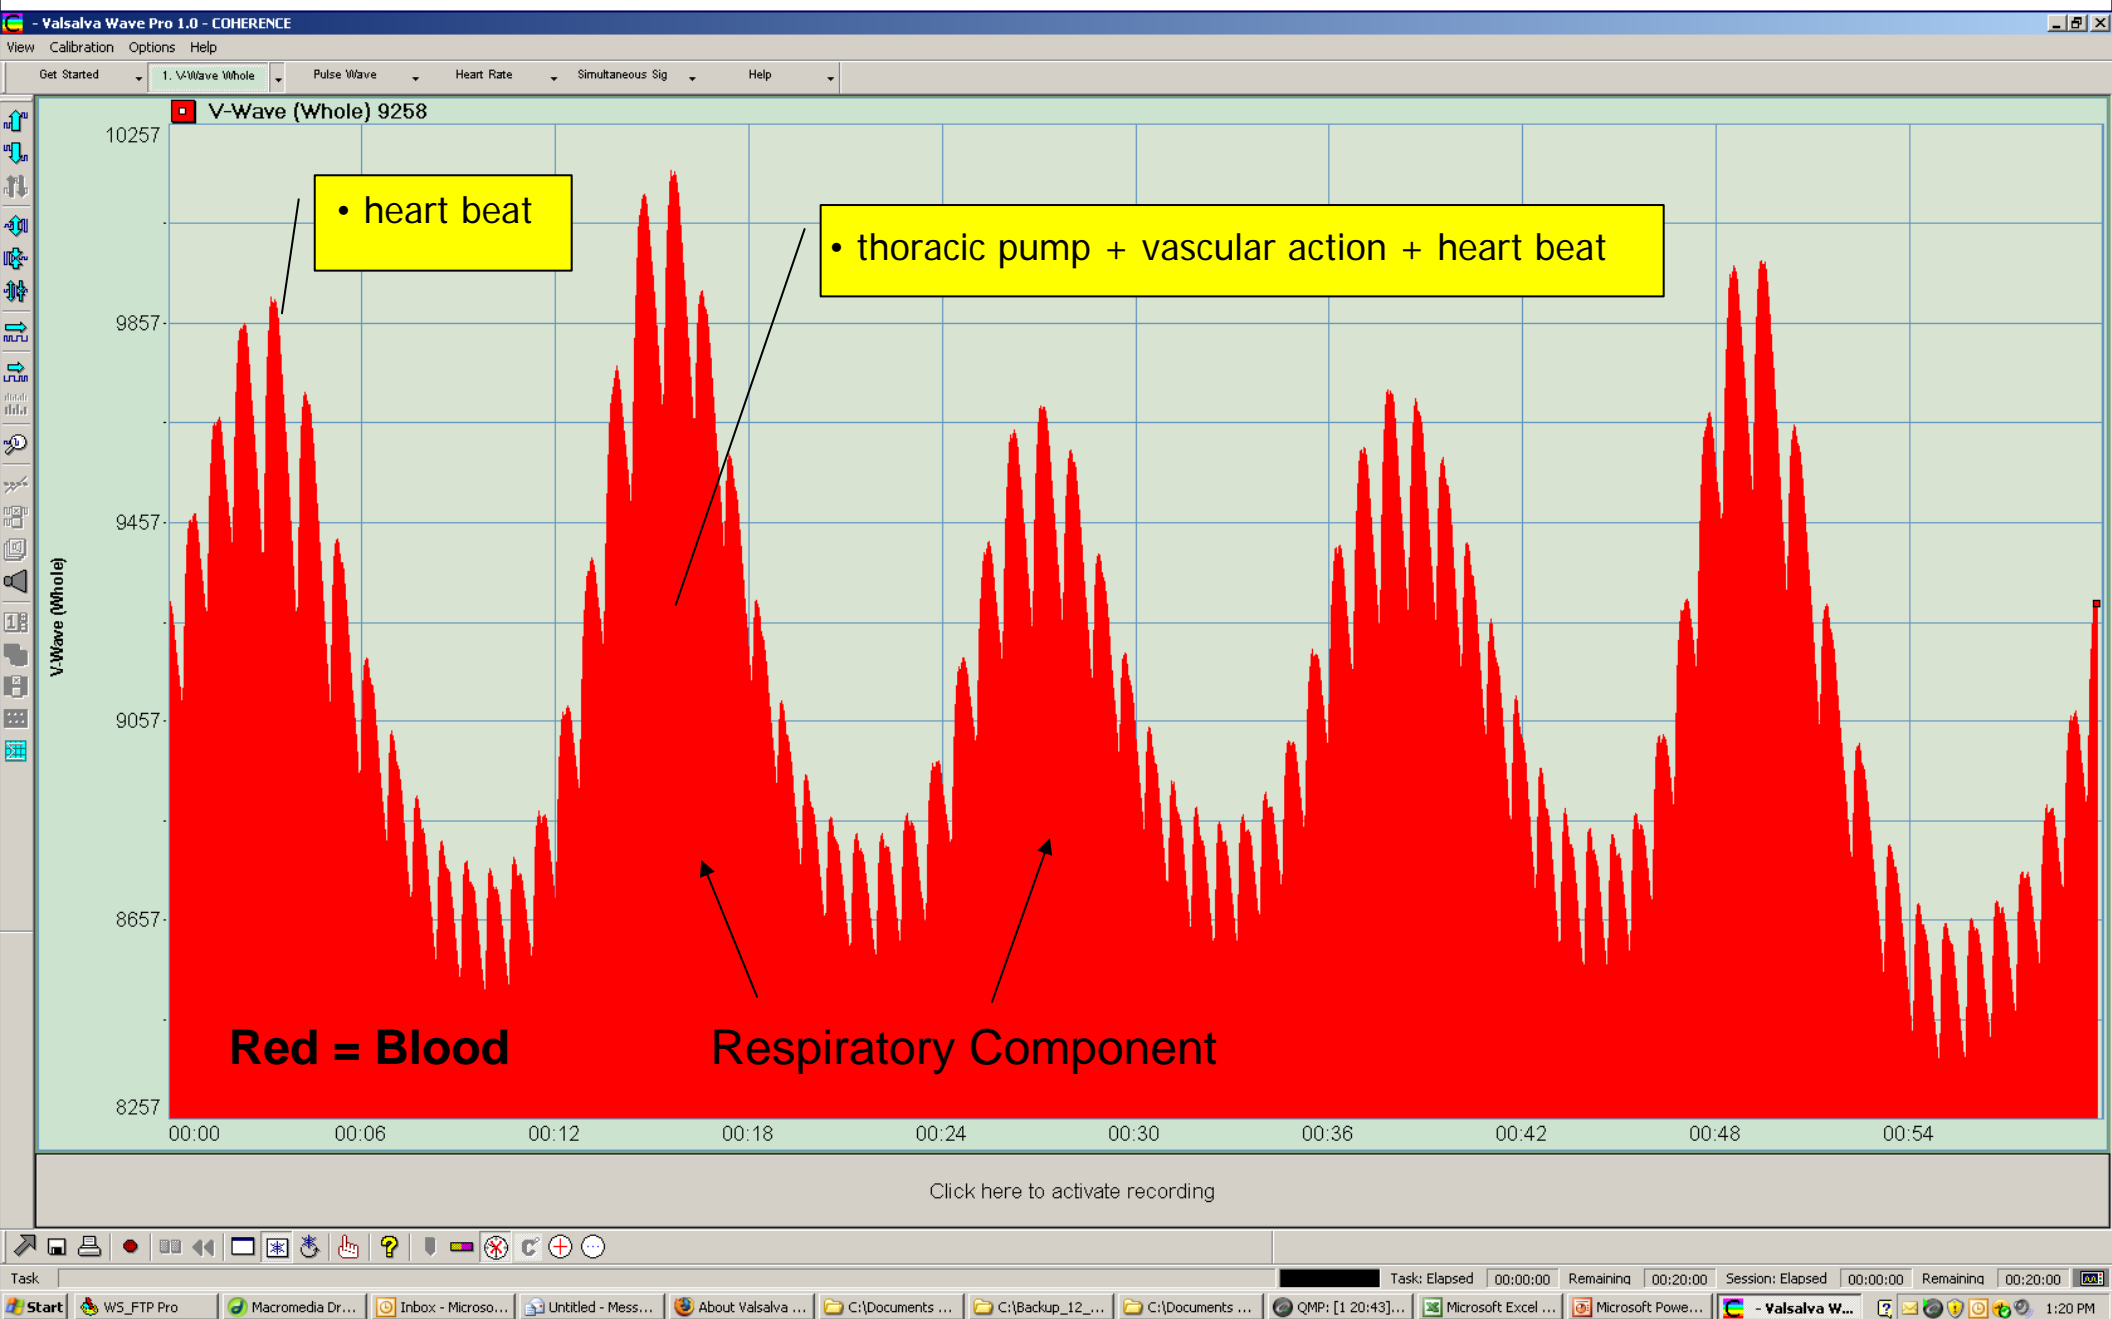 - Valsalva Wave Pro 1.0 - COHERENCE
View Calibration Options Help
Get Started 1. V-Wave Whole Pulse Wave Heart Rate Simultaneous Sig Help
V-Wave (Whole) 9258
10257
• heart beat
• thoracic pump + vascular action + heart beat
9857
9457
V-Wave (Whole)
9057
8657
Red = Blood
Respiratory Component
8257
00:00 00:06 00:12 00:18 00:24 00:30 00:36 00:42 00:48 00:54
Click here to activate recording
Task Task: Elapsed 00:00:00 Remaining 00:20:00 Session: Elapsed 00:00:00 Remaining 00:20:00
Start WS_FTP Pro Macromedia Dr... Inbox - Microso... Untitled - Mess... About Valsalva ... C:\Documents ... C:\Backup_12_... C:\Documents ... QMP: [1 20:43]... Microsoft Excel ... Microsoft Powe... - Valsalva W... 1:20 PM